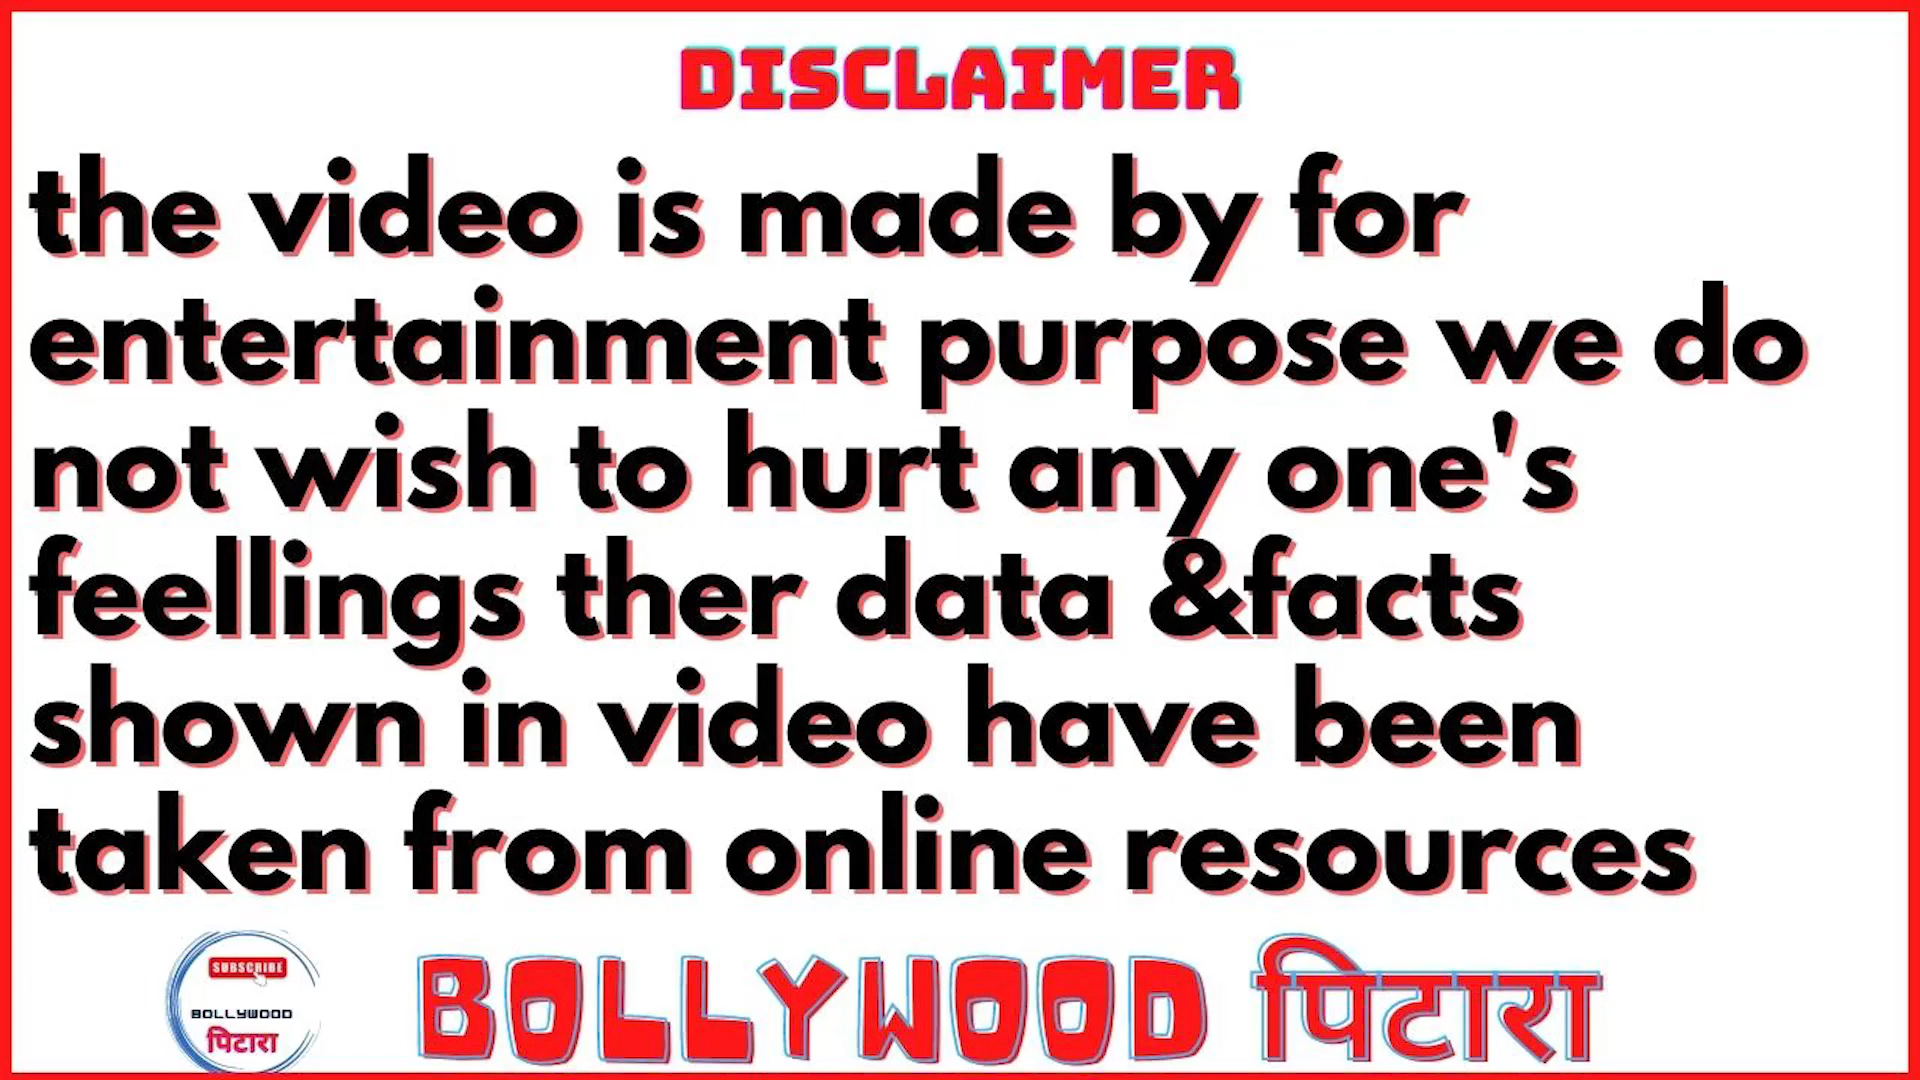 DISCLAIMER
the video is made by for
entertainment purpose we do
not wish to hurt any one's
feellings ther data &facts
shown in video have been
taken from online resources
SUBSCRIBE
BOLLYWOOD
पिटारा
BOLLYWOOD पिटारा